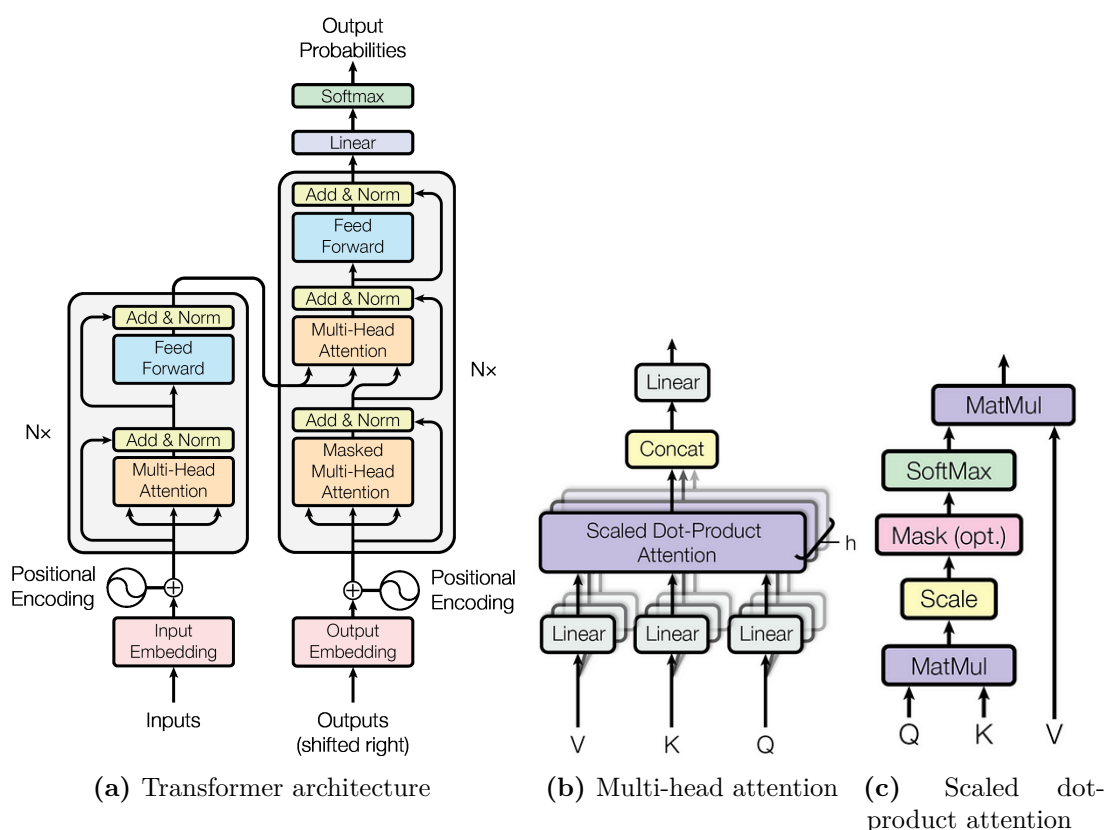 Output
Probabilities
Softmax
Linear
Add & Norm
Feed
Forward
Add & Norm
Multi-Head
Attention
Add & Norm
Masked
Multi-Head
Attention
Nx
Positional
Encoding
Output
Embedding
Outputs
(shifted right)
Add & Norm
Feed
Forward
Add & Norm
Multi-Head
Attention
Nx
Positional
Encoding
Input
Embedding
Inputs
(a) Transformer architecture
Linear
Concat
Scaled Dot-Product
Attention
h
Linear Linear Linear
V K Q
(b) Multi-head attention
MatMul
SoftMax
Mask (opt.)
Scale
MatMul
Q K V
(c) Scaled dot-
product attention